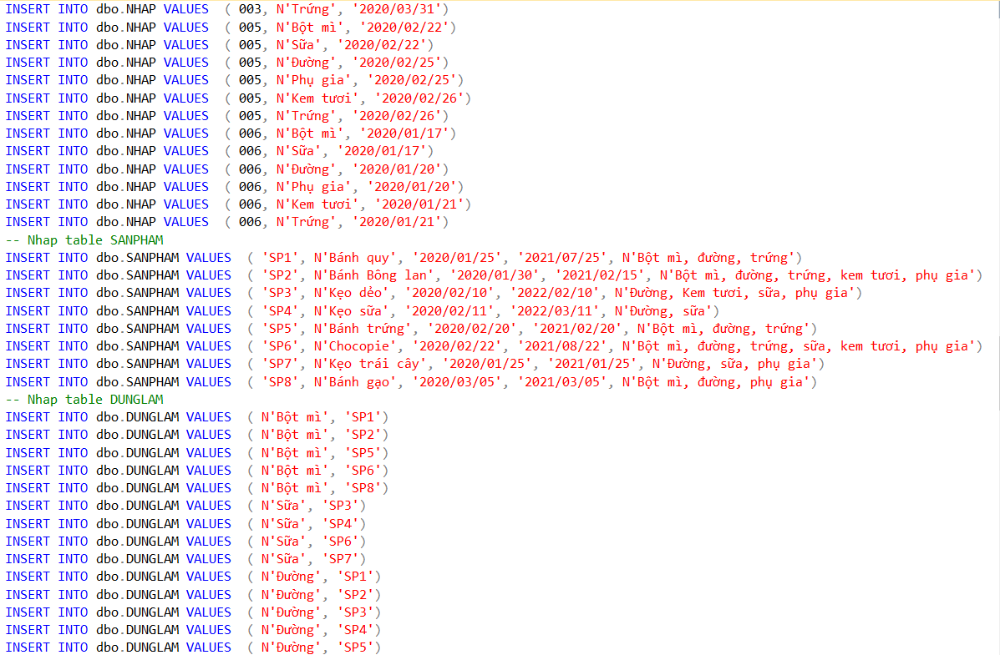 INSERT INTO dbo.NHAP VALUES  ( 003, N'Trứng', '2020/03/31')
INSERT INTO dbo.NHAP VALUES  ( 005, N'Bột mì', '2020/02/22')
INSERT INTO dbo.NHAP VALUES  ( 005, N'Sữa', '2020/02/22')
INSERT INTO dbo.NHAP VALUES  ( 005, N'Đường', '2020/02/25')
INSERT INTO dbo.NHAP VALUES  ( 005, N'Phụ gia', '2020/02/25')
INSERT INTO dbo.NHAP VALUES  ( 005, N'Kem tươi', '2020/02/26')
INSERT INTO dbo.NHAP VALUES  ( 005, N'Trứng', '2020/02/26')
INSERT INTO dbo.NHAP VALUES  ( 006, N'Bột mì', '2020/01/17')
INSERT INTO dbo.NHAP VALUES  ( 006, N'Sữa', '2020/01/17')
INSERT INTO dbo.NHAP VALUES  ( 006, N'Đường', '2020/01/20')
INSERT INTO dbo.NHAP VALUES  ( 006, N'Phụ gia', '2020/01/20')
INSERT INTO dbo.NHAP VALUES  ( 006, N'Kem tươi', '2020/01/21')
INSERT INTO dbo.NHAP VALUES  ( 006, N'Trứng', '2020/01/21')
-- Nhap table SANPHAM
INSERT INTO dbo.SANPHAM VALUES  ( 'SP1', N'Bánh quy', '2020/01/25', '2021/07/25', N'Bột mì, đường, trứng')
INSERT INTO dbo.SANPHAM VALUES  ( 'SP2', N'Bánh Bông lan', '2020/01/30', '2021/02/15', N'Bột mì, đường, trứng, kem tươi, phụ gia')
INSERT INTO dbo.SANPHAM VALUES  ( 'SP3', N'Kẹo dẻo', '2020/02/10', '2022/02/10', N'Đường, Kem tươi, sữa, phụ gia')
INSERT INTO dbo.SANPHAM VALUES  ( 'SP4', N'Kẹo sữa', '2020/02/11', '2022/03/11', N'Đường, sữa')
INSERT INTO dbo.SANPHAM VALUES  ( 'SP5', N'Bánh trứng', '2020/02/20', '2021/02/20', N'Bột mì, đường, trứng')
INSERT INTO dbo.SANPHAM VALUES  ( 'SP6', N'Chocopie', '2020/02/22', '2021/08/22', N'Bột mì, đường, trứng, sữa, kem tươi, phụ gia')
INSERT INTO dbo.SANPHAM VALUES  ( 'SP7', N'Kẹo trái cây', '2020/01/25', '2021/01/25', N'Đường, sữa, phụ gia')
INSERT INTO dbo.SANPHAM VALUES  ( 'SP8', N'Bánh gạo', '2020/03/05', '2021/03/05', N'Bột mì, đường, phụ gia')
-- Nhap table DUNGLAM
INSERT INTO dbo.DUNGLAM VALUES  ( N'Bột mì', 'SP1')
INSERT INTO dbo.DUNGLAM VALUES  ( N'Bột mì', 'SP2')
INSERT INTO dbo.DUNGLAM VALUES  ( N'Bột mì', 'SP5')
INSERT INTO dbo.DUNGLAM VALUES  ( N'Bột mì', 'SP6')
INSERT INTO dbo.DUNGLAM VALUES  ( N'Bột mì', 'SP8')
INSERT INTO dbo.DUNGLAM VALUES  ( N'Sữa', 'SP3')
INSERT INTO dbo.DUNGLAM VALUES  ( N'Sữa', 'SP4')
INSERT INTO dbo.DUNGLAM VALUES  ( N'Sữa', 'SP6')
INSERT INTO dbo.DUNGLAM VALUES  ( N'Sữa', 'SP7')
INSERT INTO dbo.DUNGLAM VALUES  ( N'Đường', 'SP1')
INSERT INTO dbo.DUNGLAM VALUES  ( N'Đường', 'SP2')
INSERT INTO dbo.DUNGLAM VALUES  ( N'Đường', 'SP3')
INSERT INTO dbo.DUNGLAM VALUES  ( N'Đường', 'SP4')
INSERT INTO dbo.DUNGLAM VALUES  ( N'Đường', 'SP5')